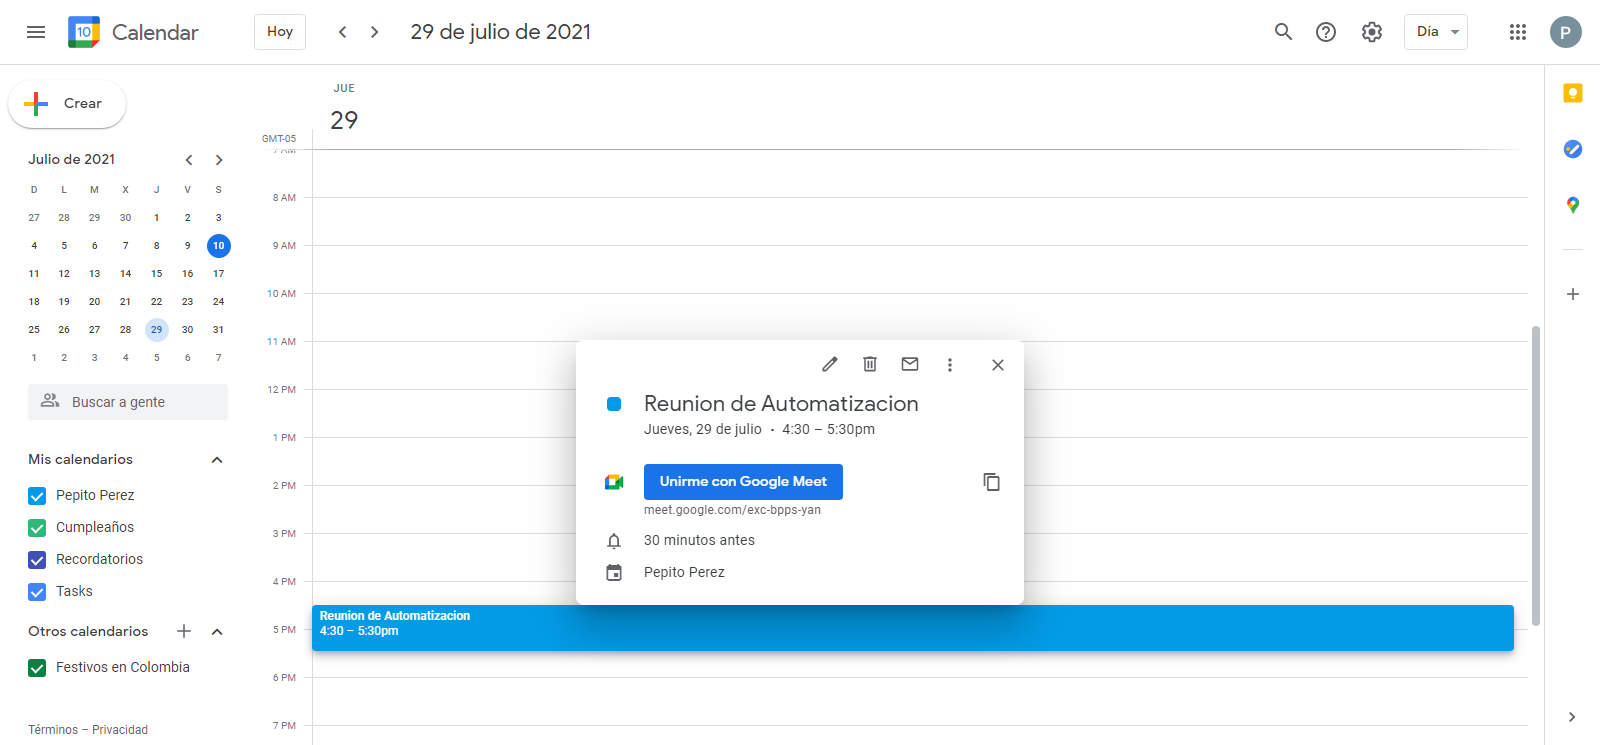 10 Calendar
Hoy
29 de julio de 2021
Día
P
Crear
Julio de 2021
D L M X J V S
27 28 29 30 1 2 3
4 5 6 7 8 9 10
11 12 13 14 15 16 17
18 19 20 21 22 23 24
25 26 27 28 29 30 31
1 2 3 4 5 6 7
Buscar a gente
Mis calendarios
Pepito Perez
Cumpleaños
Recordatorios
Tasks
Otros calendarios
Festivos en Colombia
Términos – Privacidad
JUE
29
GMT-05
7 AM
8 AM
9 AM
10 AM
11 AM
12 PM
1 PM
2 PM
3 PM
4 PM
5 PM
6 PM
7 PM
Reunion de Automatizacion
Jueves, 29 de julio • 4:30 – 5:30pm
Unirme con Google Meet
meet.google.com/exc-bpps-yan
30 minutos antes
Pepito Perez
Reunion de Automatizacion
4:30 – 5:30pm